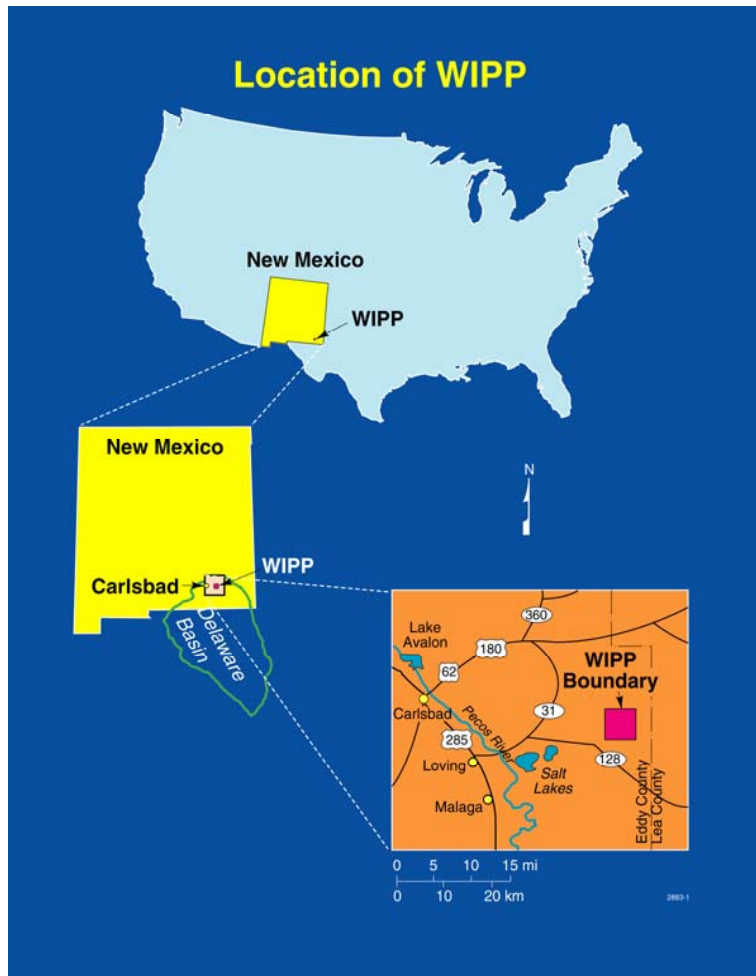 Location of WIPP
New Mexico
WIPP
New Mexico
WIPP
Carlsbad
Delaware
Basin
N
360
Lake
Avalon
180
62
WIPP
Boundary
Carlsbad
Pecos River
31
285
128
Loving
Salt
Lakes
Malaga
Eddy County
Lea County
0 5 10 15 mi
0 10 20 km
2883-1